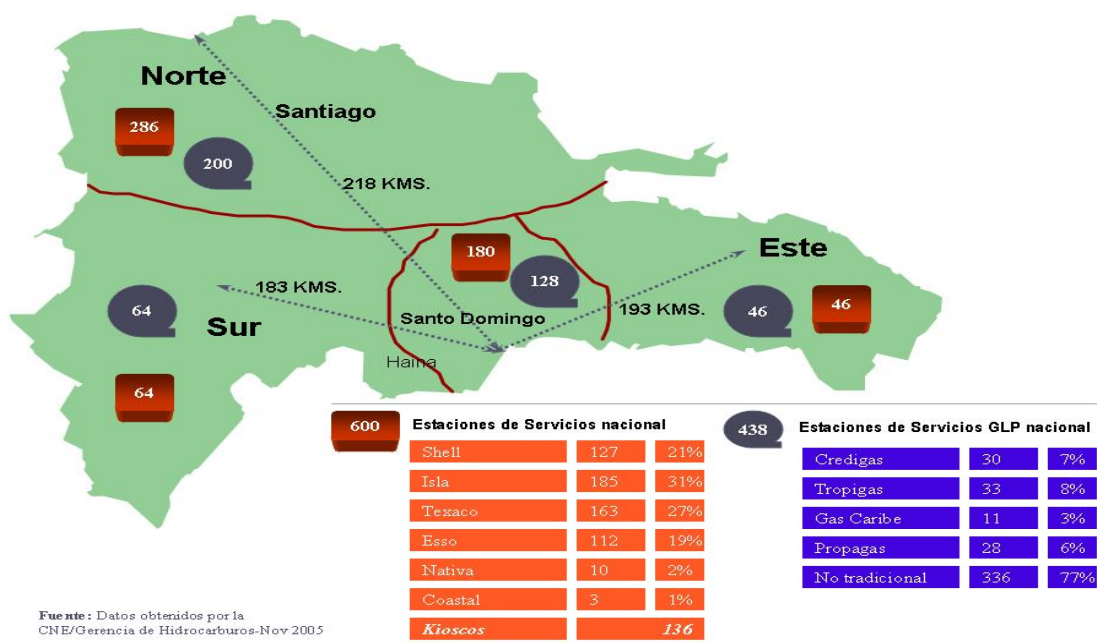 Norte
Santiago
286
200
218 KMS.
180
128
Este
183 KMS.
64
Sur
Santo Domingo
193 KMS.
46
46
Haina
64
600 Estaciones de Servicios nacional
Shell 127 21%
Isla 185 31%
Texaco 163 27%
Esso 112 19%
Nativa 10 2%
Coastal 3 1%
Kioscos 136
438 Estaciones de Servicios GLP nacional
Credigas 30 7%
Tropigas 33 8%
Gas Caribe 11 3%
Propagas 28 6%
No tradicional 336 77%
Fuente: Datos obtenidos por la
CNE/Gerencia de Hidrocarburos-Nov 2005